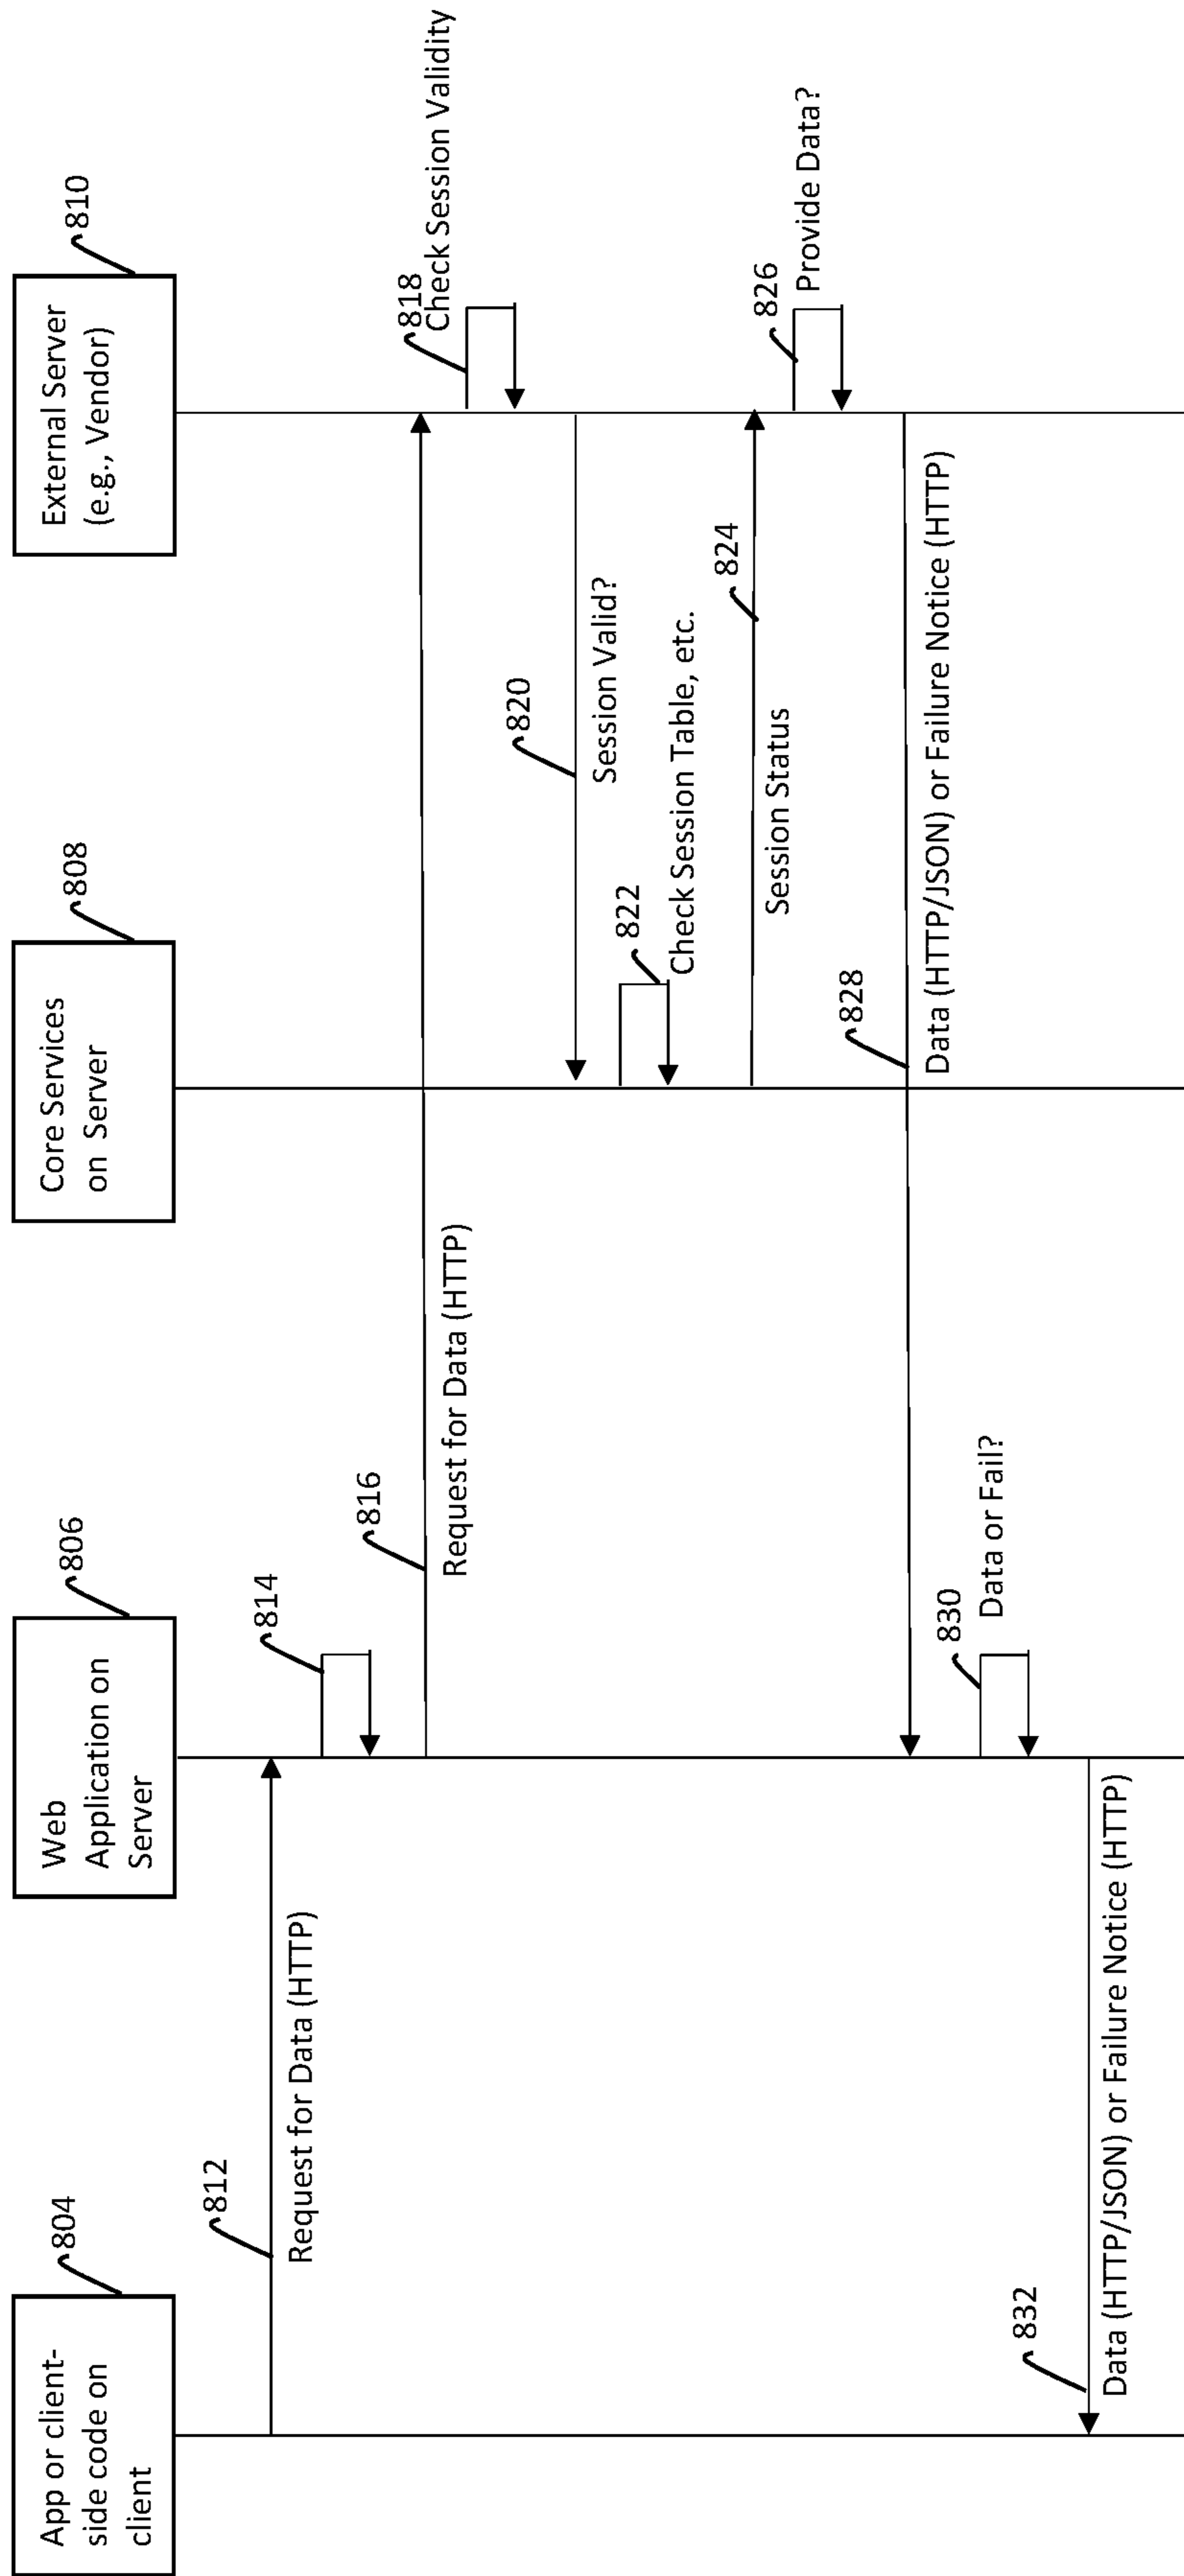 App or client-
side code on
client
804
Web
Application on
Server
806
Core Services
on Server
808
External Server
(e.g., Vendor)
810
812
Request for Data (HTTP)
814
816
Request for Data (HTTP)
818
Check Session Validity
820
Session Valid?
822
Check Session Table, etc.
824
Session Status
826
Provide Data?
828
Data (HTTP/JSON) or Failure Notice (HTTP)
830
Data or Fail?
832
Data (HTTP/JSON) or Failure Notice (HTTP)